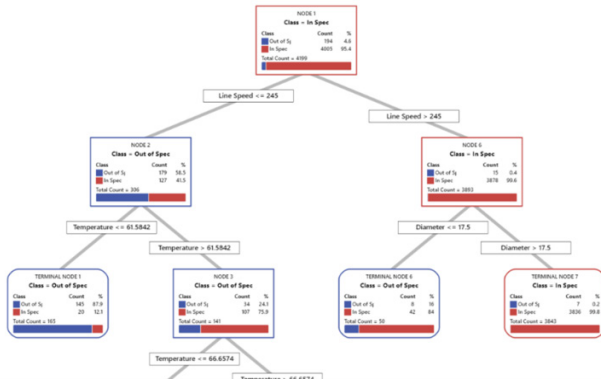 NODE 1
Class = In Spec
Class Count %
Out of S 194 4.6
In Spec 4005 95.4
Total Count = 4199
Line Speed <= 245
Line Speed > 245
NODE 2
Class = Out of Spec
Class Count %
Out of S 179 58.5
In Spec 127 41.5
Total Count = 306
NODE 6
Class = In Spec
Class Count %
Out of S 15 0.4
In Spec 3878 99.6
Total Count = 3893
Temperature <= 61.5842
Temperature > 61.5842
Diameter <= 17.5
Diameter > 17.5
TERMINAL NODE 1
Class = Out of Spec
Class Count %
Out of S 145 87.9
In Spec 20 12.1
Total Count = 165
NODE 3
Class = Out of Spec
Class Count %
Out of S 34 24.1
In Spec 107 75.9
Total Count = 141
TERMINAL NODE 6
Class = Out of Spec
Class Count %
Out of S 8 16
In Spec 42 84
Total Count = 50
TERMINAL NODE 7
Class = In Spec
Class Count %
Out of S 7 0.2
In Spec 3836 99.8
Total Count = 3843
Temperature <= 66.6574
Temperature > 66.6574